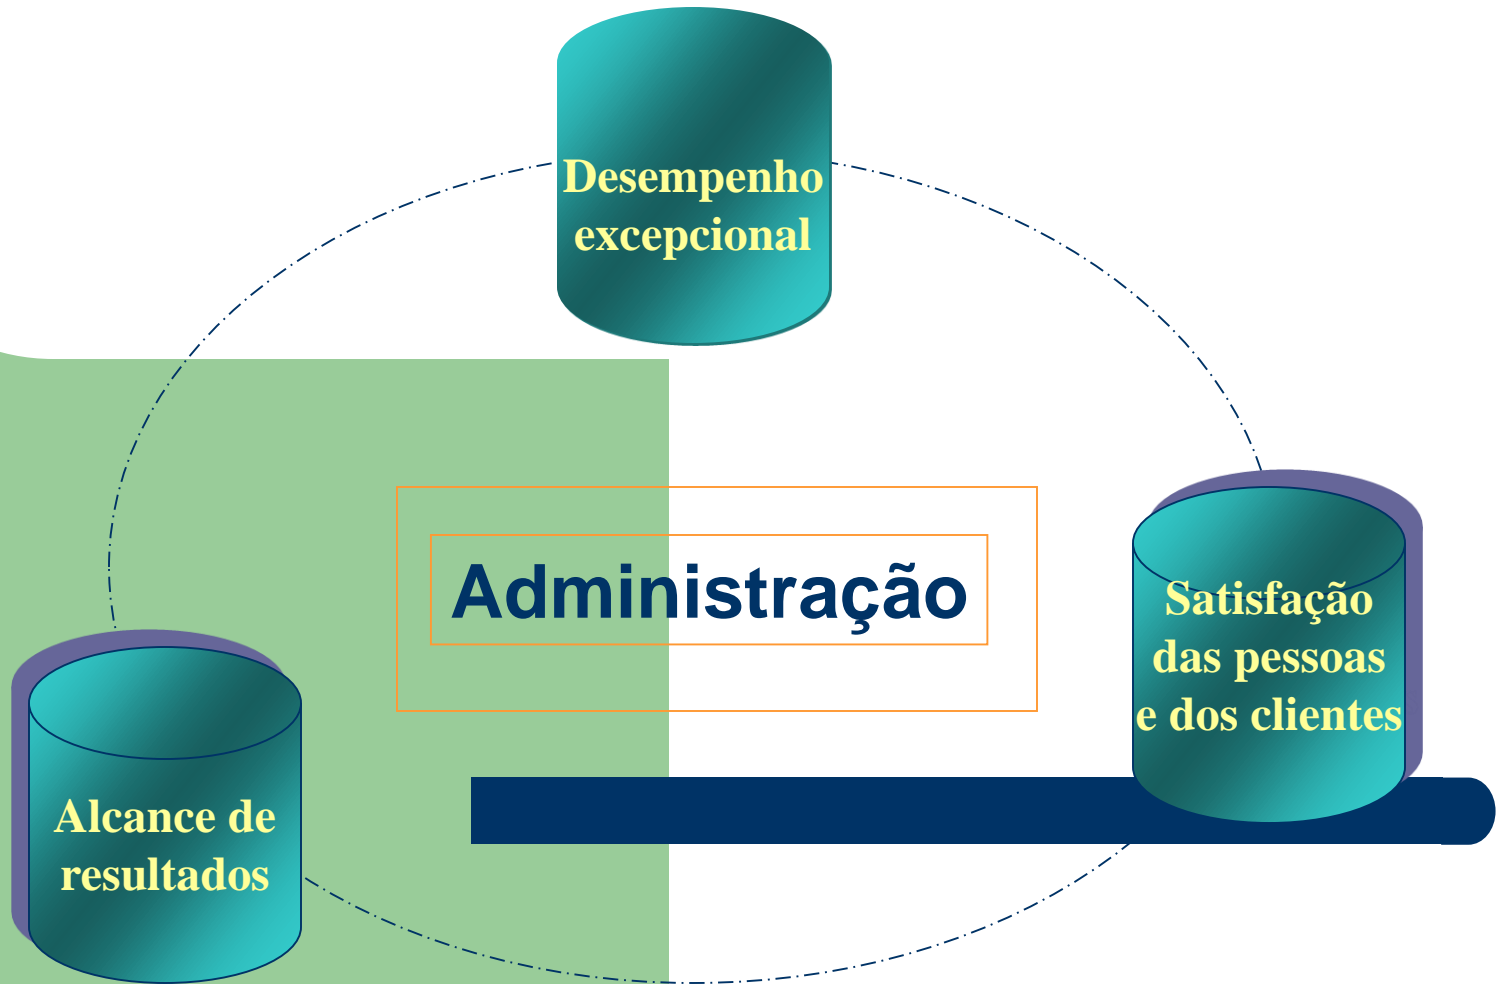 Desempenho
excepcional
Administração
Satisfação
das pessoas
e dos clientes
Alcance de
resultados